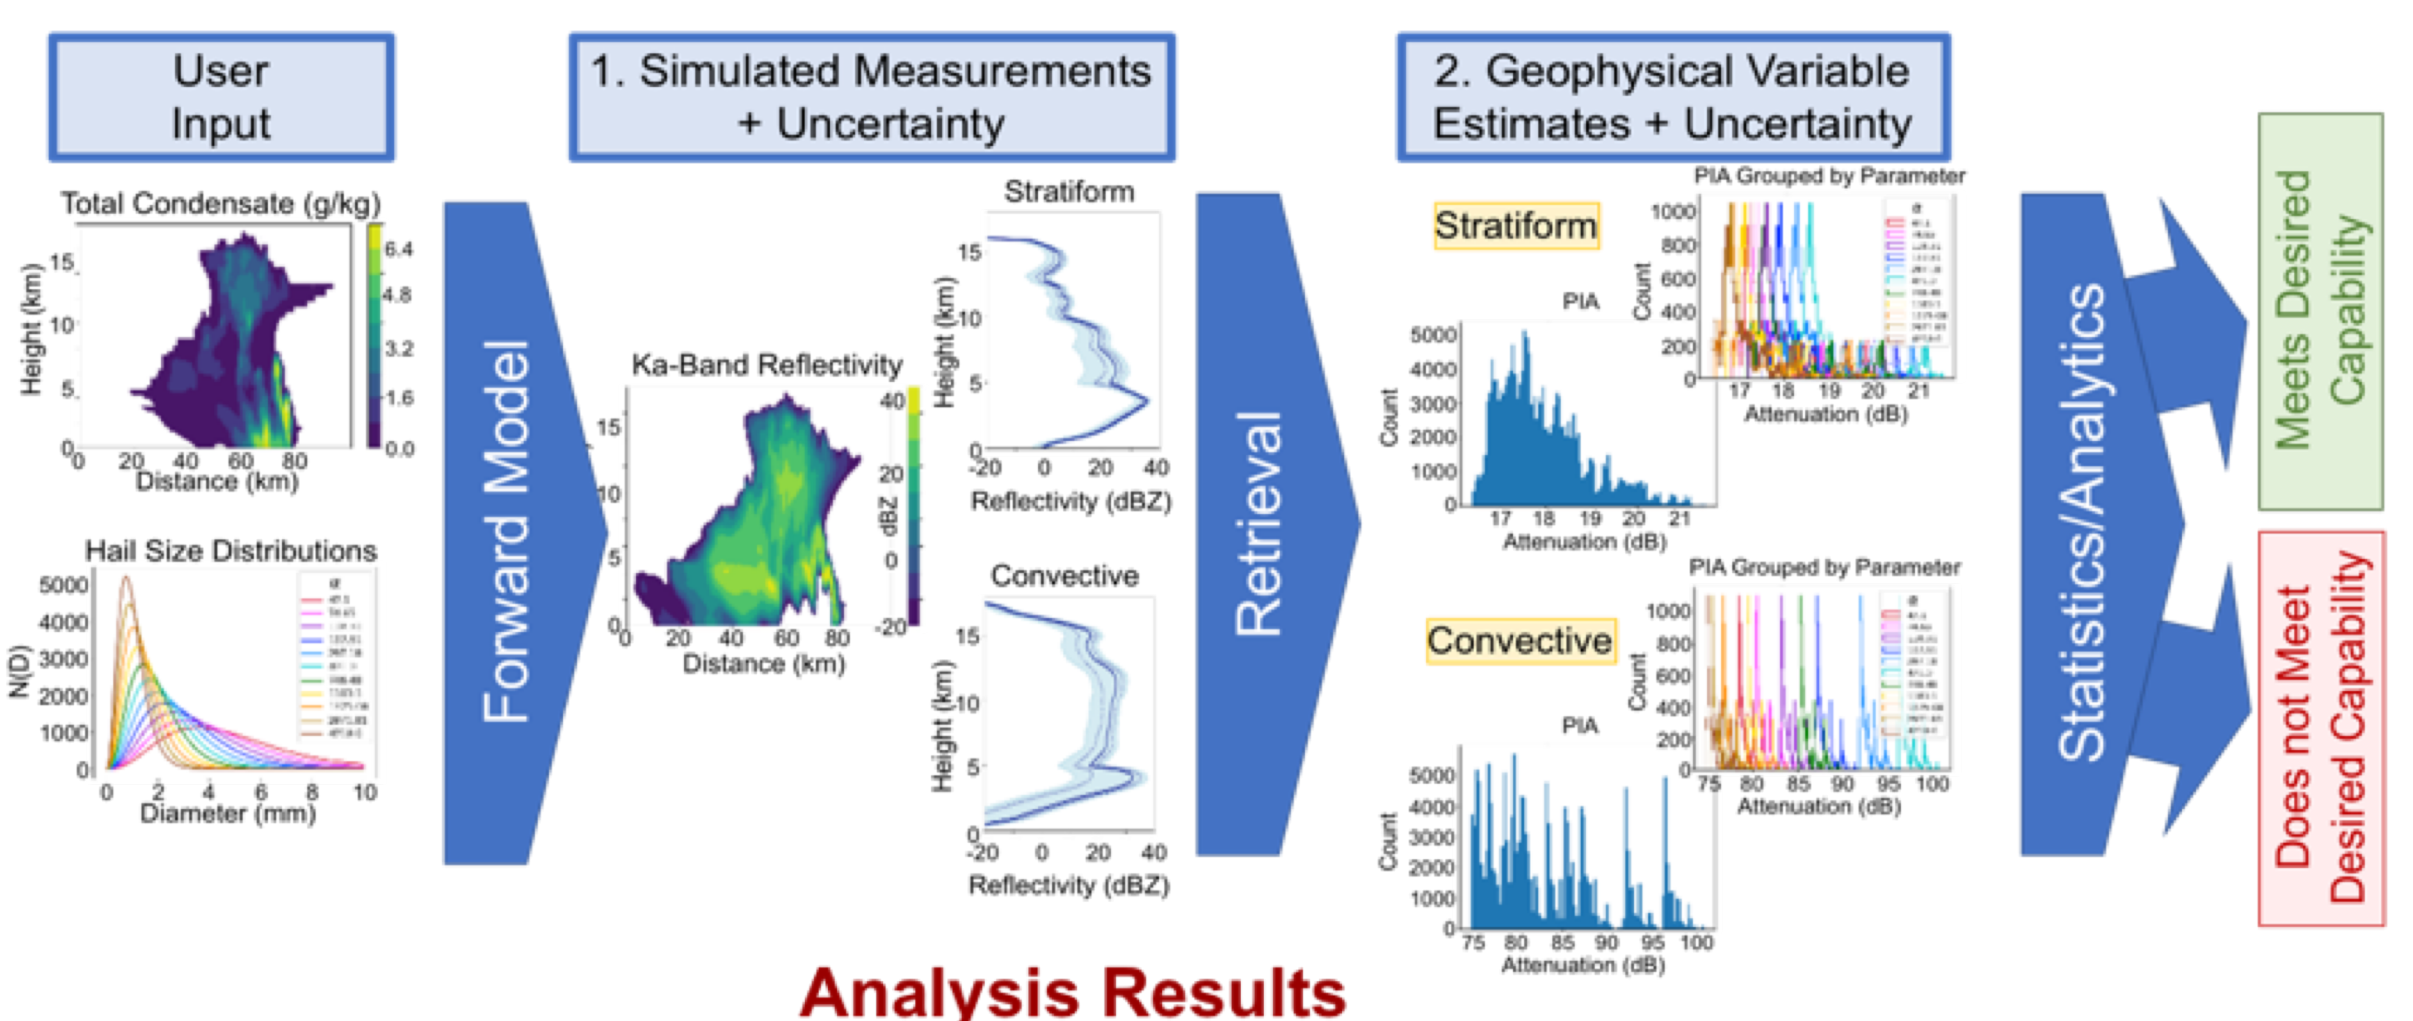 User
Input
1. Simulated Measurements
+ Uncertainty
2. Geophysical Variable
Estimates + Uncertainty
Total Condensate (g/kg)
Height (km)
15
10
5
0
0 20 40 60 80
Distance (km)
6.4
4.8
3.2
1.6
0.0
Hail Size Distributions
N(D)
5000
4000
3000
2000
1000
0
0 2 4 6 8 10
Diameter (mm)
Forward Model
Ka-Band Reflectivity
15
10
5
0
0 20 40 60 80
Distance (km)
40
20
0
-20
dBZ
Stratiform
Height (km)
15
10
5
0
-20 0 20 40
Reflectivity (dBZ)
Convective
Height (km)
15
10
5
0
-20 0 20 40
Reflectivity (dBZ)
Retrieval
Stratiform
PIA
Count
5000
4000
3000
2000
1000
0
17 18 19 20 21
Attenuation (dB)
PIA Grouped by Parameter
Count
1000
800
600
400
200
0
17 18 19 20 21
Attenuation (dB)
Convective
PIA
Count
5000
4000
3000
2000
1000
0
75 80 85 90 95 100
Attenuation (dB)
PIA Grouped by Parameter
Count
1000
800
600
400
200
0
75 80 85 90 95 100
Attenuation (dB)
Statistics/Analytics
Meets Desired
Capability
Does not Meet
Desired Capability
Analysis Results